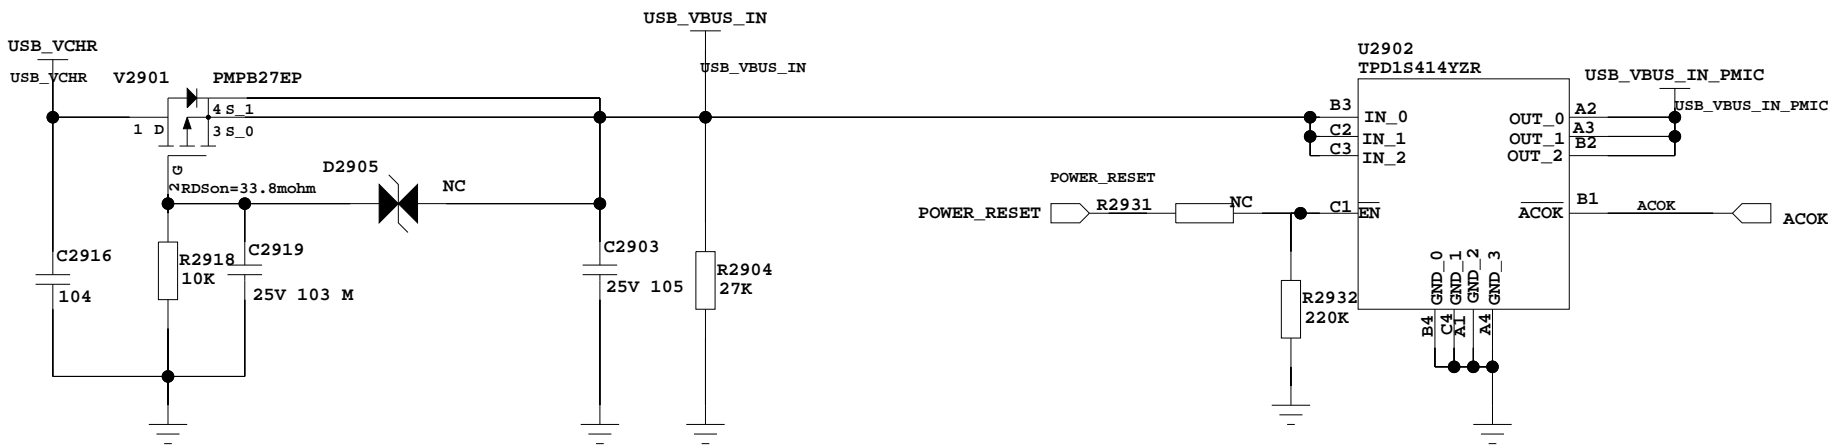 USB_VCHR
USB_VCHR
V2901
PMPB27EP
4 S_1
3 S_0
1 D
2 G
RDSon=33.8mohm
D2905
NC
C2916
104
R2918
10K
C2919
25V 103 M
C2903
25V 105
USB_VBUS_IN
USB_VBUS_IN
R2904
27K
POWER_RESET
POWER_RESET
R2931
NC
R2932
220K
U2902
TPD1S414YZR
B3
IN_0
C2
IN_1
C3
IN_2
C1
EN
OUT_0
A2
OUT_1
A3
OUT_2
B2
ACOK
B1
GND_0
GND_1
GND_2
GND_3
B4
C4
A1
A4
USB_VBUS_IN_PMIC
USB_VBUS_IN_PMIC
ACOK
ACOK